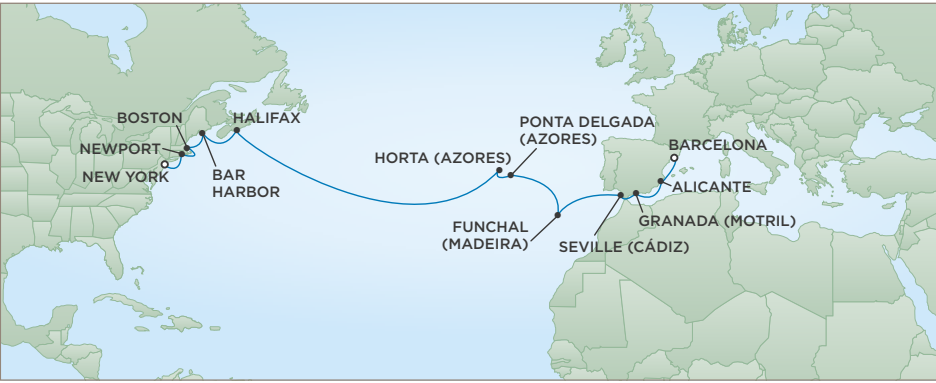 BOSTON
HALIFAX
NEWPORT
NEW YORK
BAR
HARBOR
HORTA (AZORES)
PONTA DELGADA
(AZORES)
BARCELONA
ALICANTE
GRANADA (MOTRIL)
FUNCHAL
(MADEIRA)
SEVILLE (CÁDIZ)